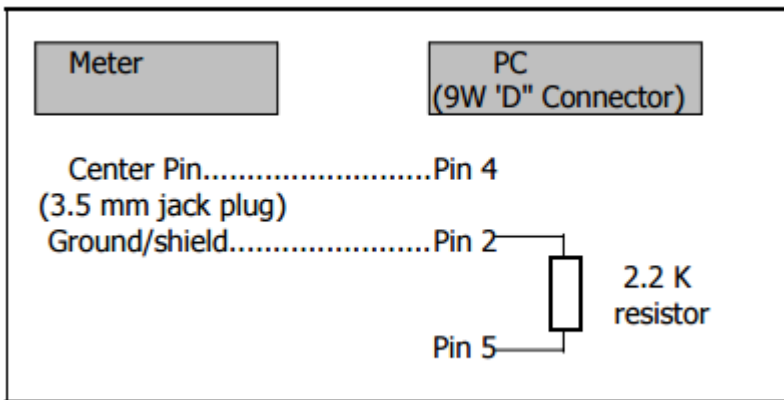 Meter
PC
(9W 'D" Connector)
Center Pin..........................Pin 4
(3.5 mm jack plug)
Ground/shield.......................Pin 2
2.2 K
resistor
Pin 5